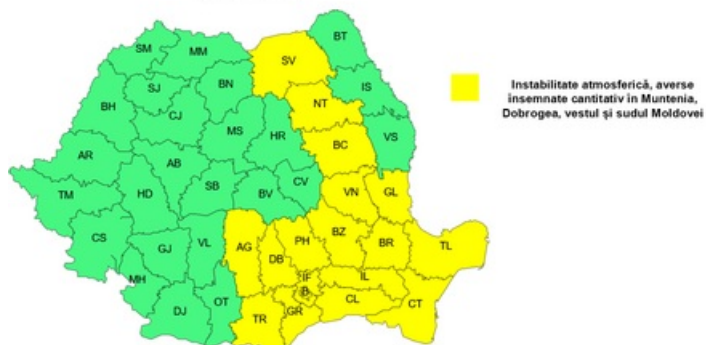 BT
SM
MM
SV
SJ
BN
IS
BH
CJ
NT
MS
HR
VS
BC
AR
AB
TM
HD
SB
BV
CV
VN
GL
CS
GJ
VL
AG
DB
PH
BZ
BR
TL
MH
IF
B
IL
DJ
OT
TR
GR
CL
CT
Instabilitate atmosferică, averse
însemnate cantitativ în Muntenia,
Dobrogea, vestul și sudul Moldovei